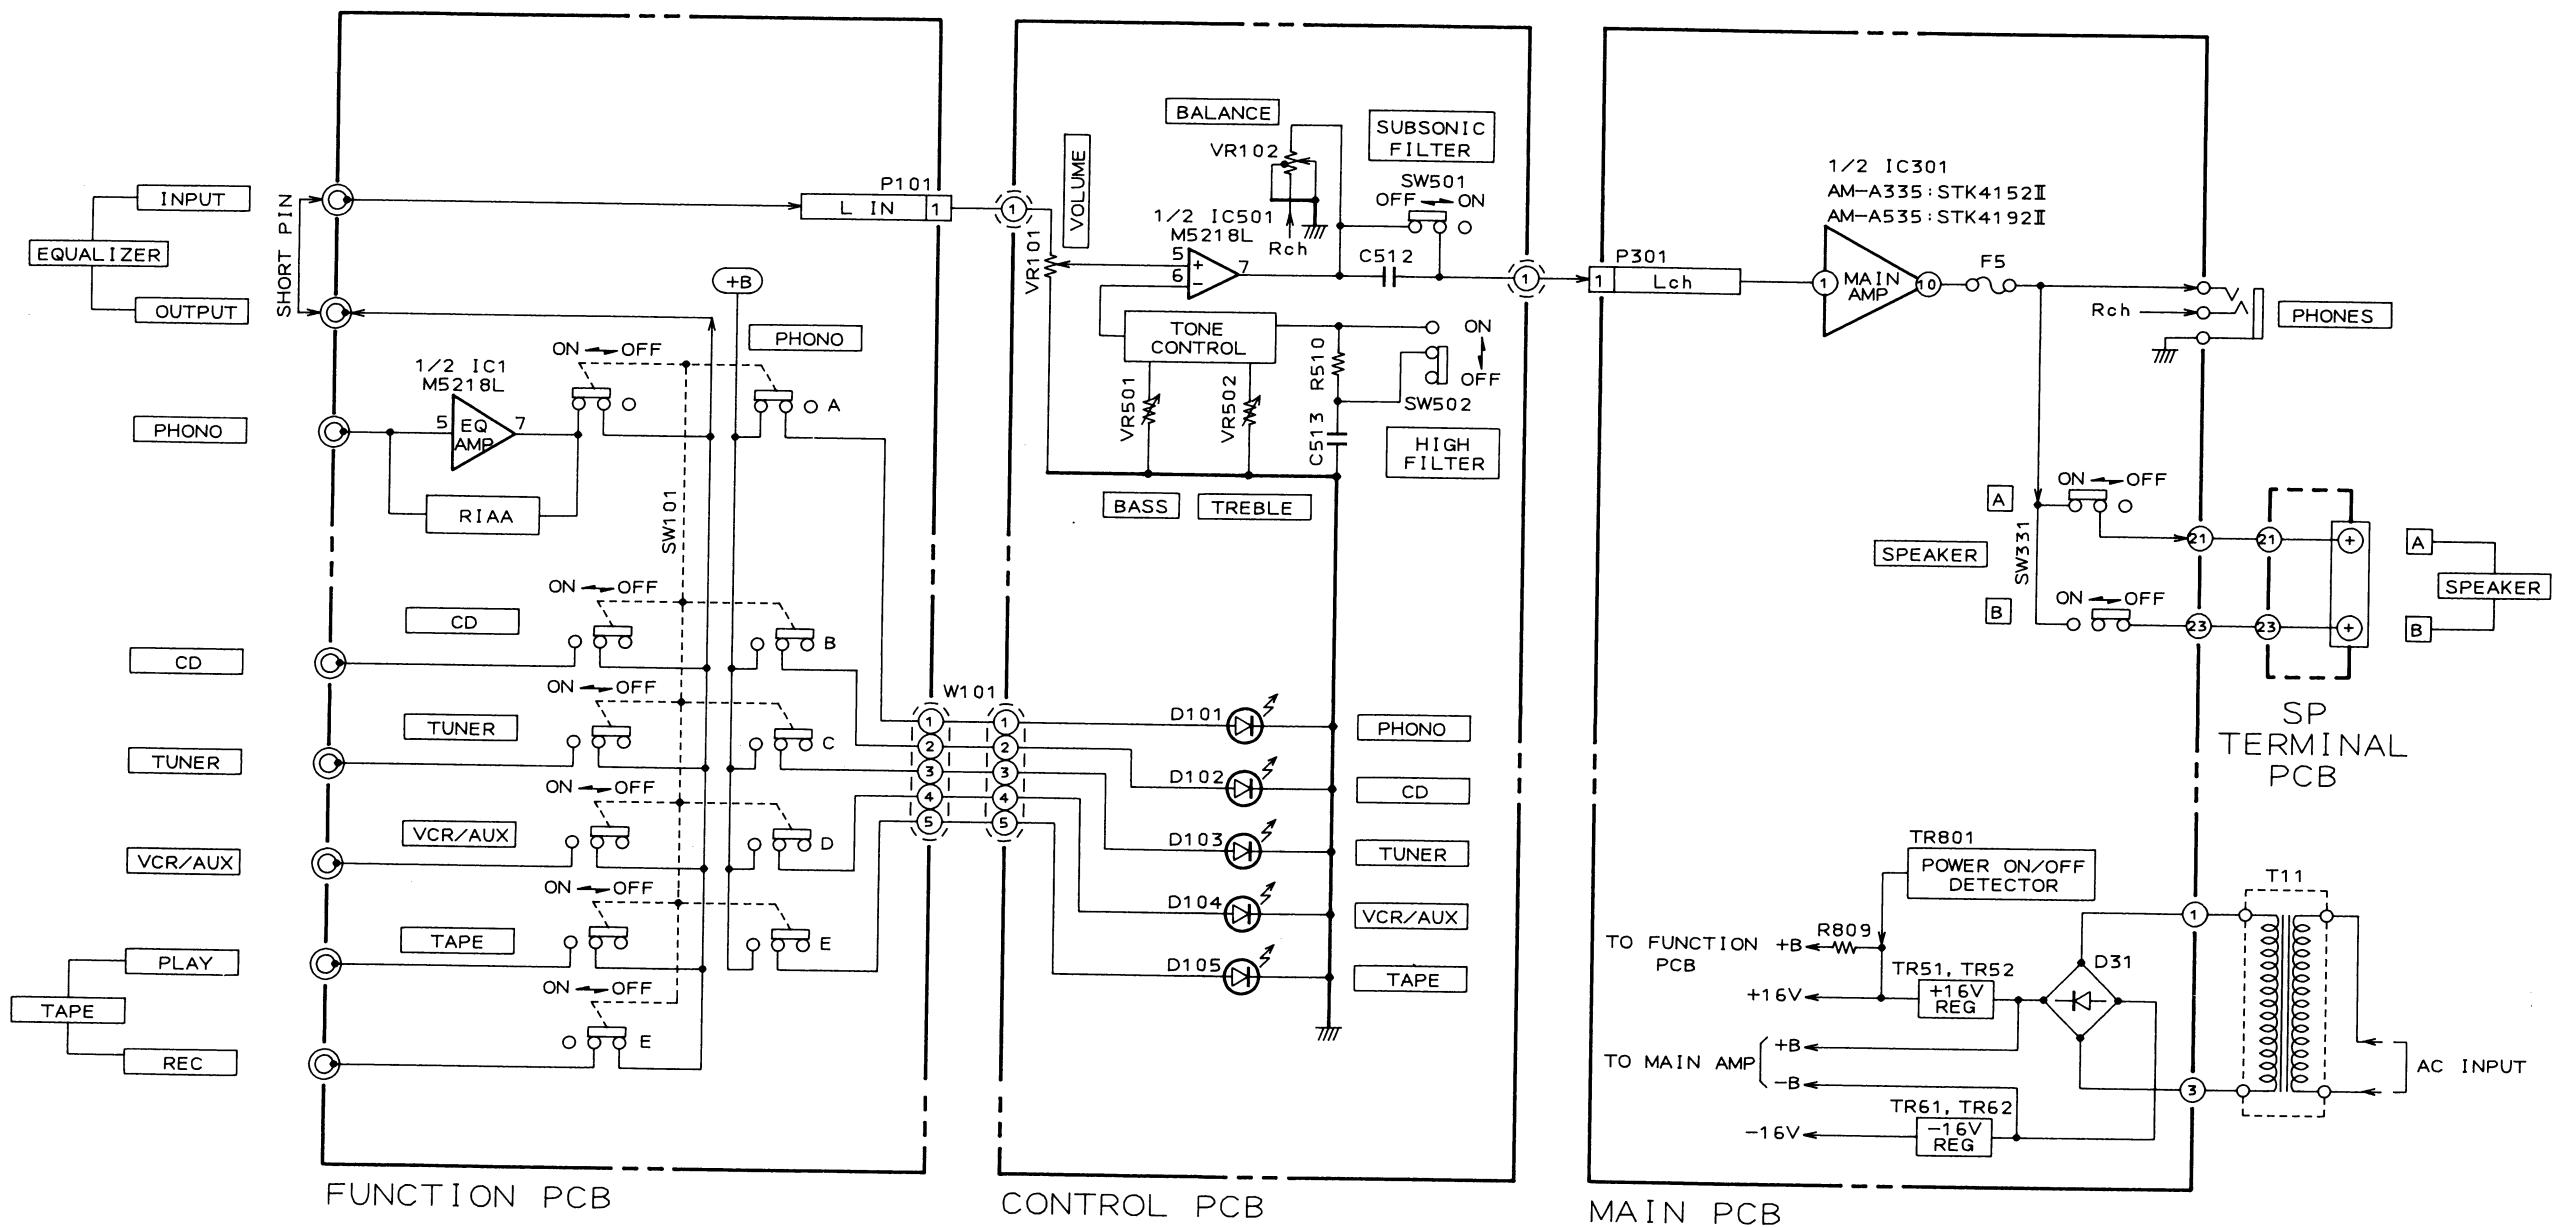 INPUT
EQUALIZER
OUTPUT
SHORT PIN
PHONO
CD
TUNER
VCR/AUX
PLAY
TAPE
REC
P101
L IN 1
+B
PHONO
ON OFF
1/2 IC1
M5218L
5 EQ AMP 7
RIAA
A
SW101
ON OFF
CD
B
ON OFF
TUNER
C
ON OFF
VCR/AUX
D
ON OFF
TAPE
E
ON OFF
E
W101
1 1
2 2
3 3
4 4
5 5
FUNCTION PCB
1
VOLUME
VR101
BALANCE
VR102
Rch
SUBSONIC
FILTER
SW501
OFF ON
1/2 IC501
M5218L
5 +
6 −
7
C512
1
TONE
CONTROL
VR501
VR502
R510
C513
ON
OFF
SW502
HIGH
FILTER
BASS
TREBLE
D101
PHONO
D102
CD
D103
TUNER
D104
VCR/AUX
D105
TAPE
CONTROL PCB
P301
1 Lch
1/2 IC301
AM-A335:STK4152Ⅱ
AM-A535:STK4192Ⅱ
1 MAIN AMP 10
F5
Rch
PHONES
A
ON OFF
SPEAKER
SW331
B
ON OFF
21 21 +
23 23 +
A
SPEAKER
B
SP
TERMINAL
PCB
TR801
POWER ON/OFF
DETECTOR
R809
TO FUNCTION +B
PCB
TR51, TR52
+16V
+16V
REG
D31
TO MAIN AMP
+B
−B
TR61, TR62
−16V
−16V
REG
1
3
T11
AC INPUT
MAIN PCB